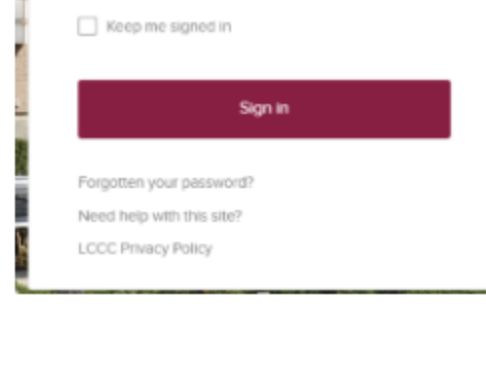 Keep me signed in
Sign in
Forgotten your password?
Need help with this site?
LCCC Privacy Policy